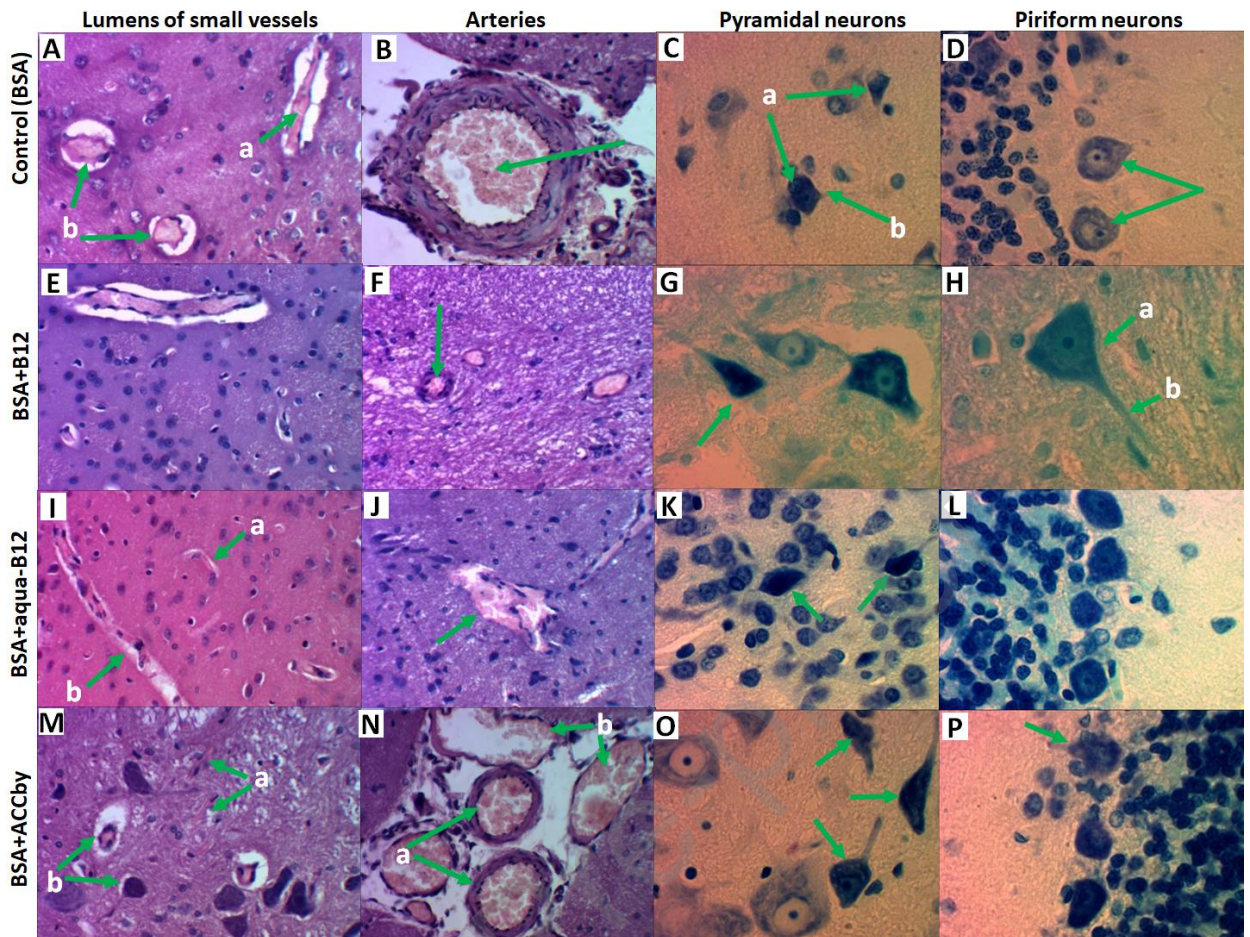 Lumens of small vessels Arteries Pyramidal neurons Piriform neurons
Control (BSA)
A a b
B
C a b
D
BSA+B12
E
F
G
H a b
BSA+aqua-B12
I a b
J
K
L
BSA+ACCby
M a b
N b a
O
P